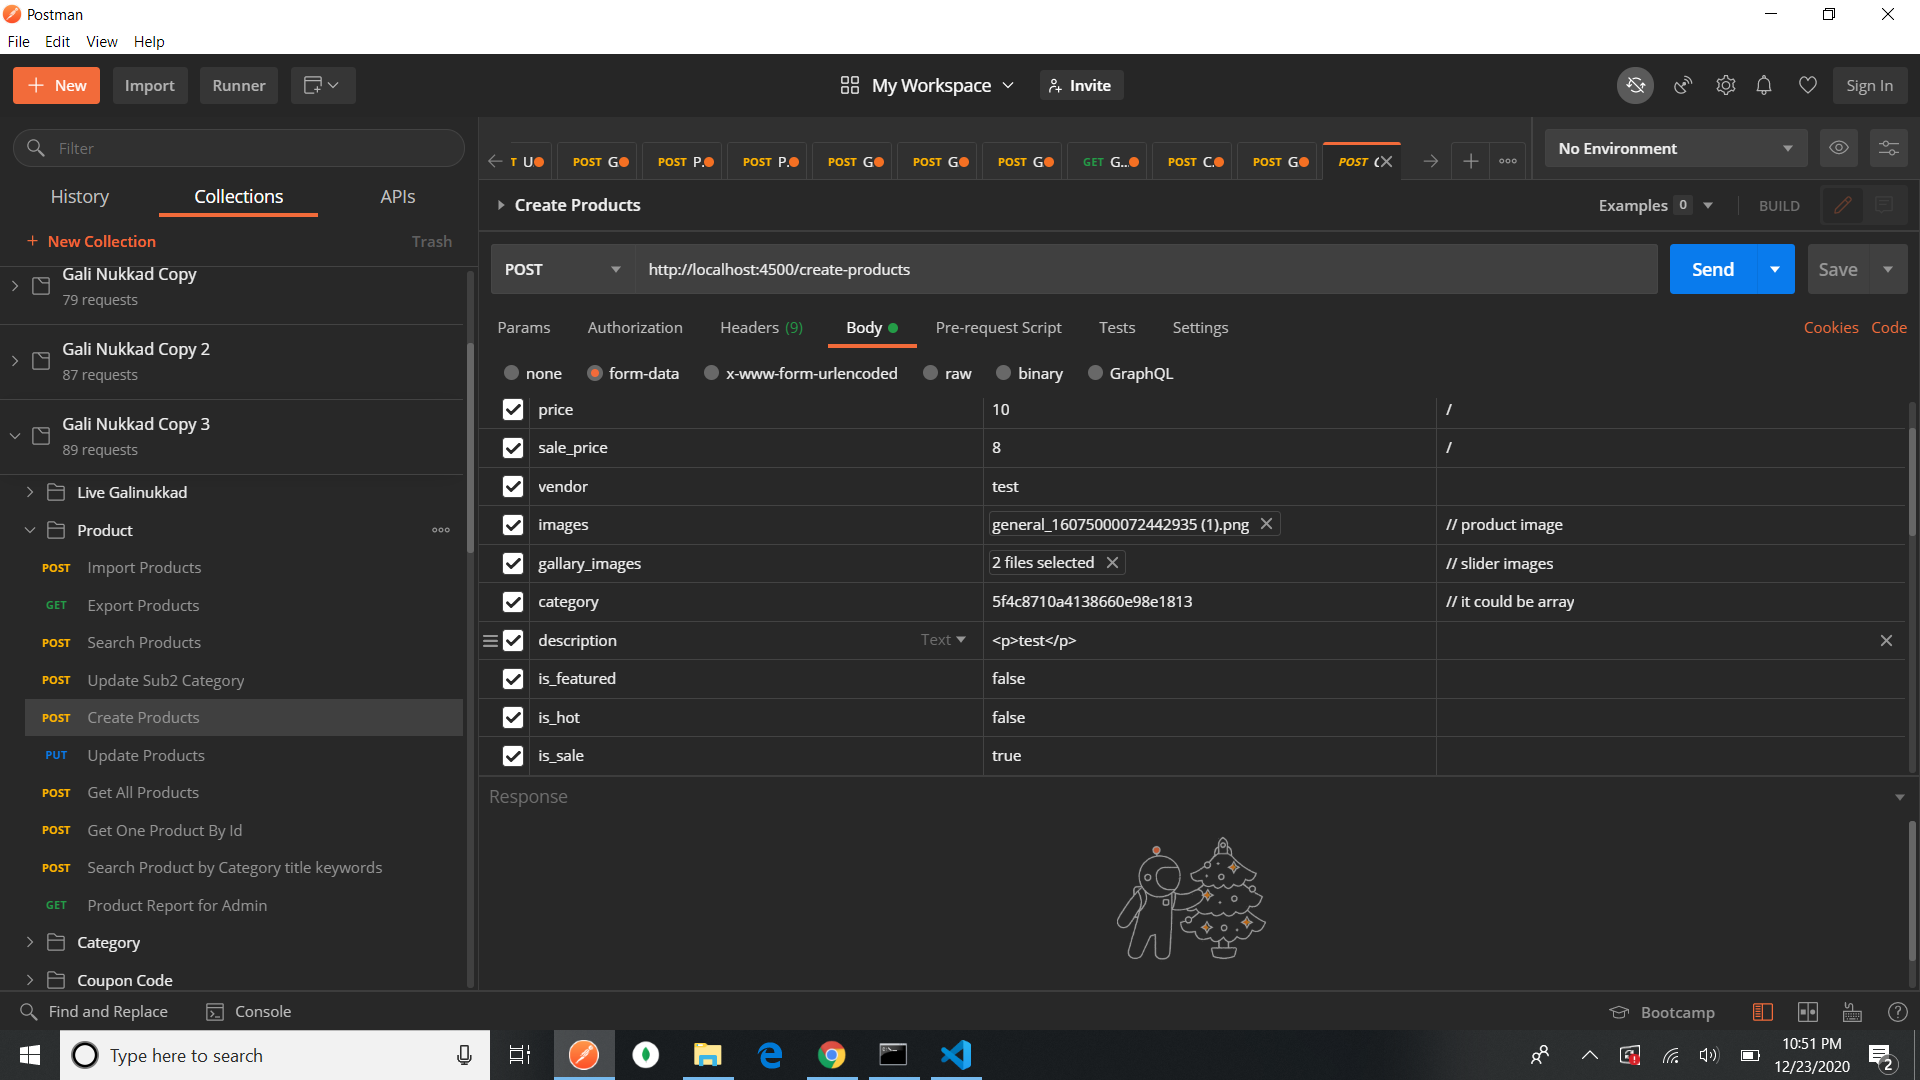 Postman
File Edit View Help
+ New Import Runner
My Workspace Invite Sign In
Filter
History Collections APIs
+ New Collection Trash
Gali Nukkad Copy
79 requests
Gali Nukkad Copy 2
87 requests
Gali Nukkad Copy 3
89 requests
Live Galinukkad
Product
POST Import Products
GET Export Products
POST Search Products
POST Update Sub2 Category
POST Create Products
PUT Update Products
POST Get All Products
POST Get One Product By Id
POST Search Product by Category title keywords
GET Product Report for Admin
Category
Coupon Code
T U POST G POST P. POST P. POST G POST G POST G GET G.. POST C. POST G POST
No Environment
Create Products
Examples 0 BUILD
POST http://localhost:4500/create-products Send Save
Params Authorization Headers (9) Body Pre-request Script Tests Settings Cookies Code
none form-data x-www-form-urlencoded raw binary GraphQL
price 10 /
sale_price 8 /
vendor test
images general_16075000072442935 (1).png // product image
gallary_images 2 files selected // slider images
category 5f4c8710a4138660e98e1813 // it could be array
description Text <p>test</p>
is_featured false
is_hot false
is_sale true
Response
Find and Replace Console Bootcamp
Type here to search
10:51 PM
12/23/2020
2